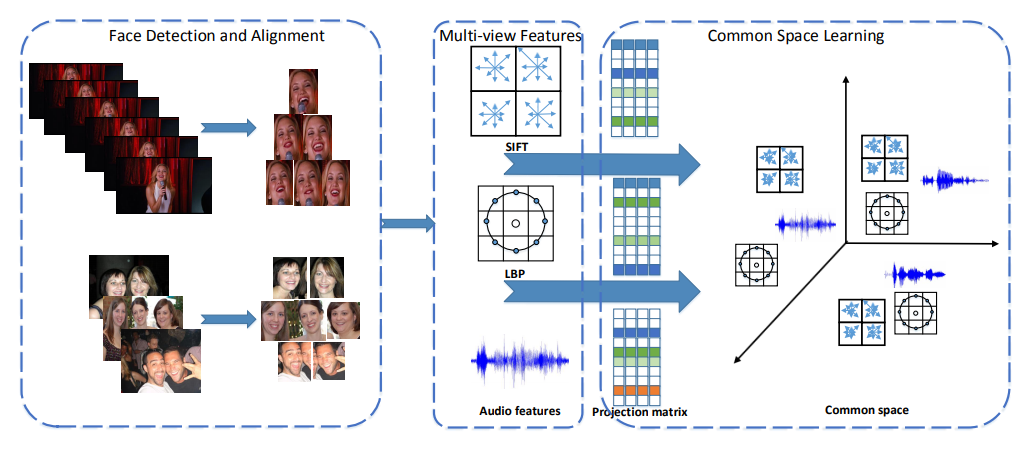 Face Detection and Alignment
Multi-view Features
Common Space Learning
SIFT
LBP
Audio features
Projection matrix
Common space